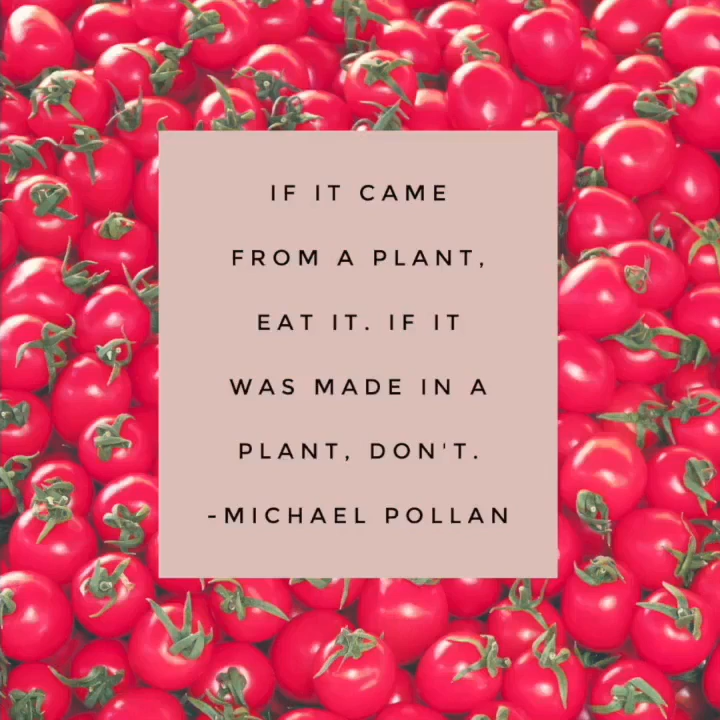 IF IT CAME
FROM A PLANT,
EAT IT. IF IT
WAS MADE IN A
PLANT, DON'T.
-MICHAEL POLLAN